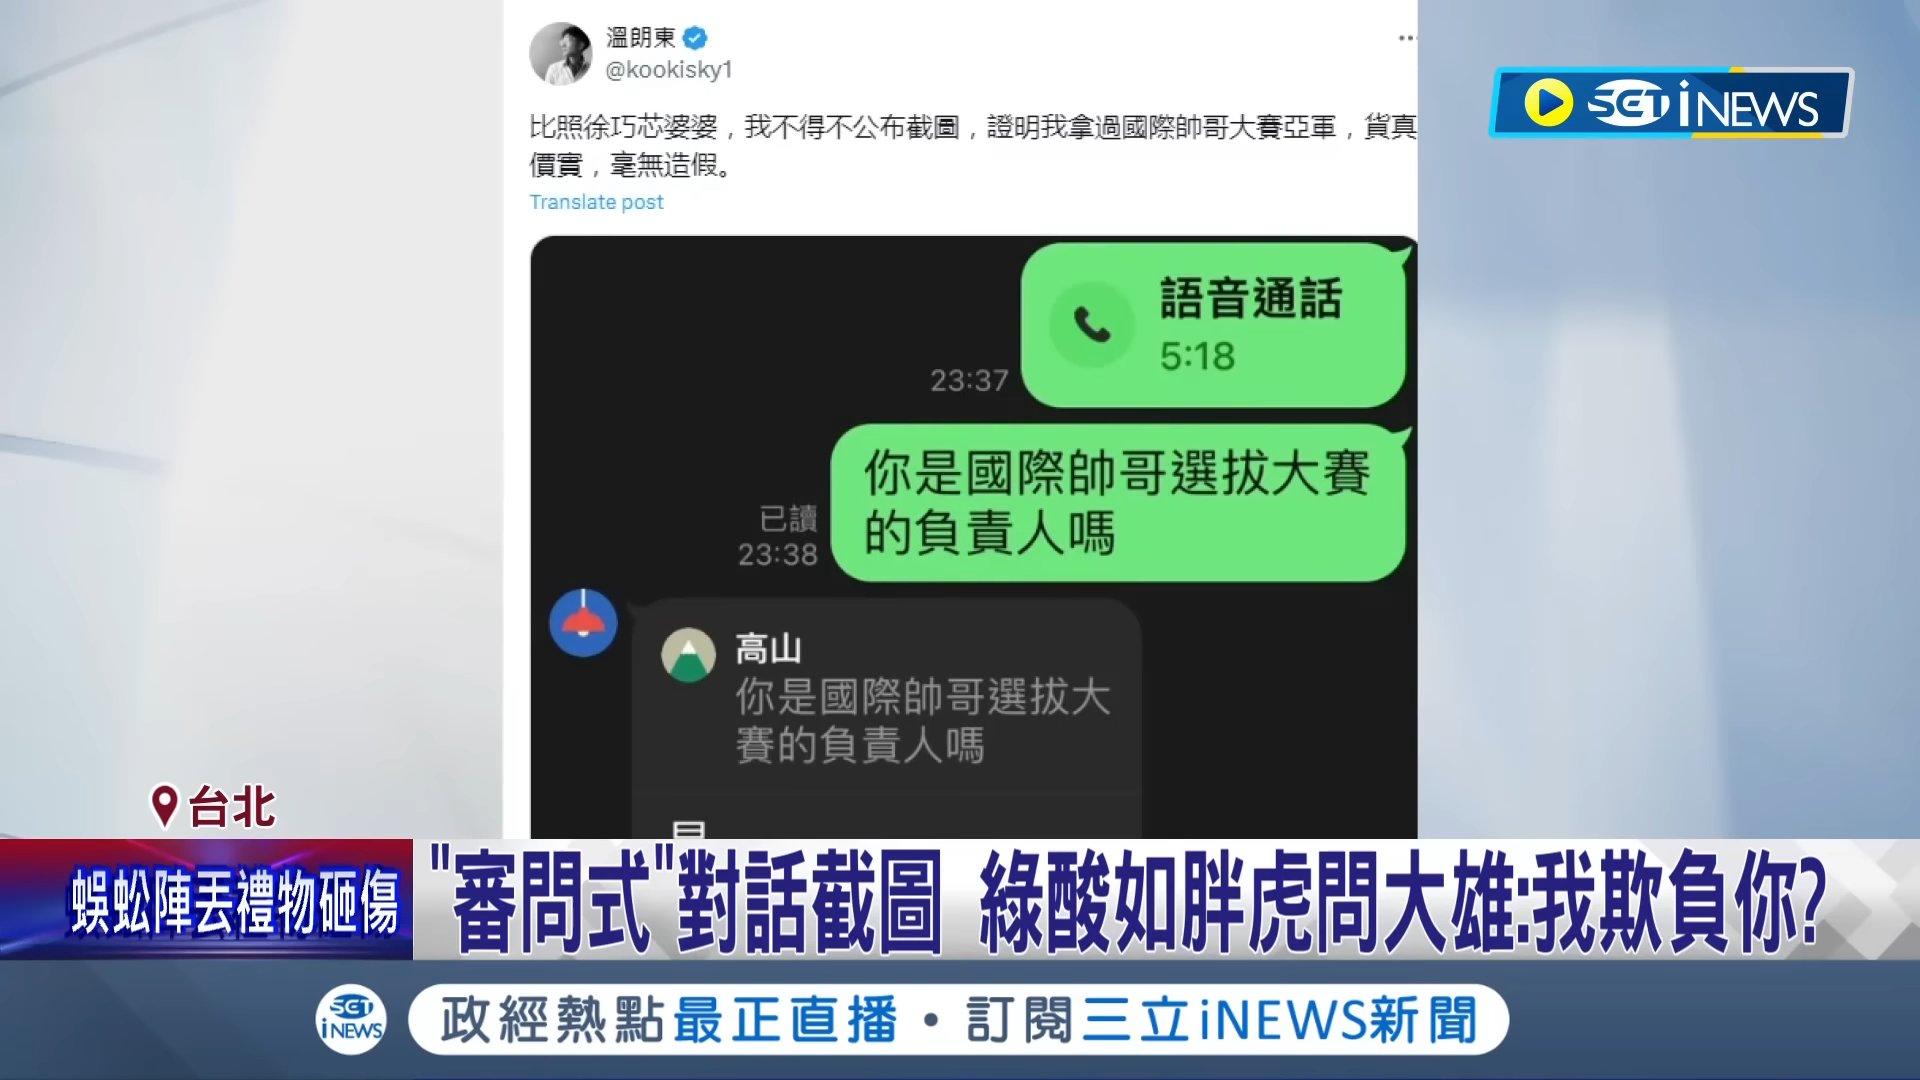 溫朗東
@kookisky1
比照徐巧芯婆婆，我不得不公布截圖，證明我拿過國際帥哥大賽亞軍，貨真
價實，毫無造假。
Translate post
SET iNEWS
語音通話
5:18
23:37
你是國際帥哥選拔大賽
的負責人嗎
已讀
23:38
高山
你是國際帥哥選拔大
賽的負責人嗎
台北
蜈蚣陣丟禮物砸傷
"審問式"對話截圖 綠酸如胖虎問大雄:我欺負你?
SET iNEWS
政經熱點最正直播・訂閱三立iNEWS新聞